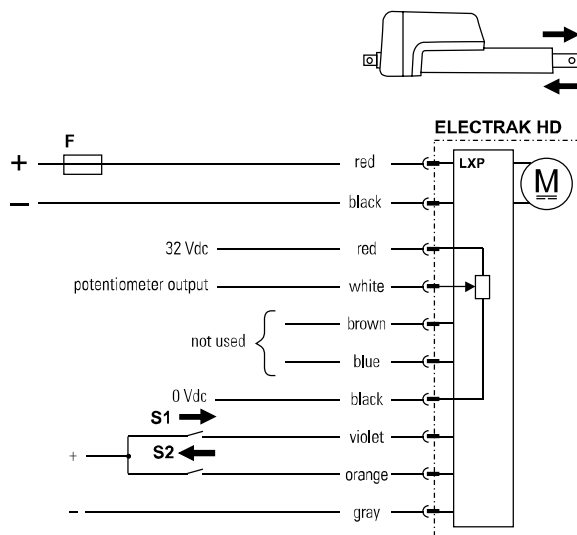 ELECTRAK HD
F
+ red LXP
M
− black
32 Vdc red
potentiometer output white
brown
not used
blue
0 Vdc black
S1
violet
+ S2
orange
- gray